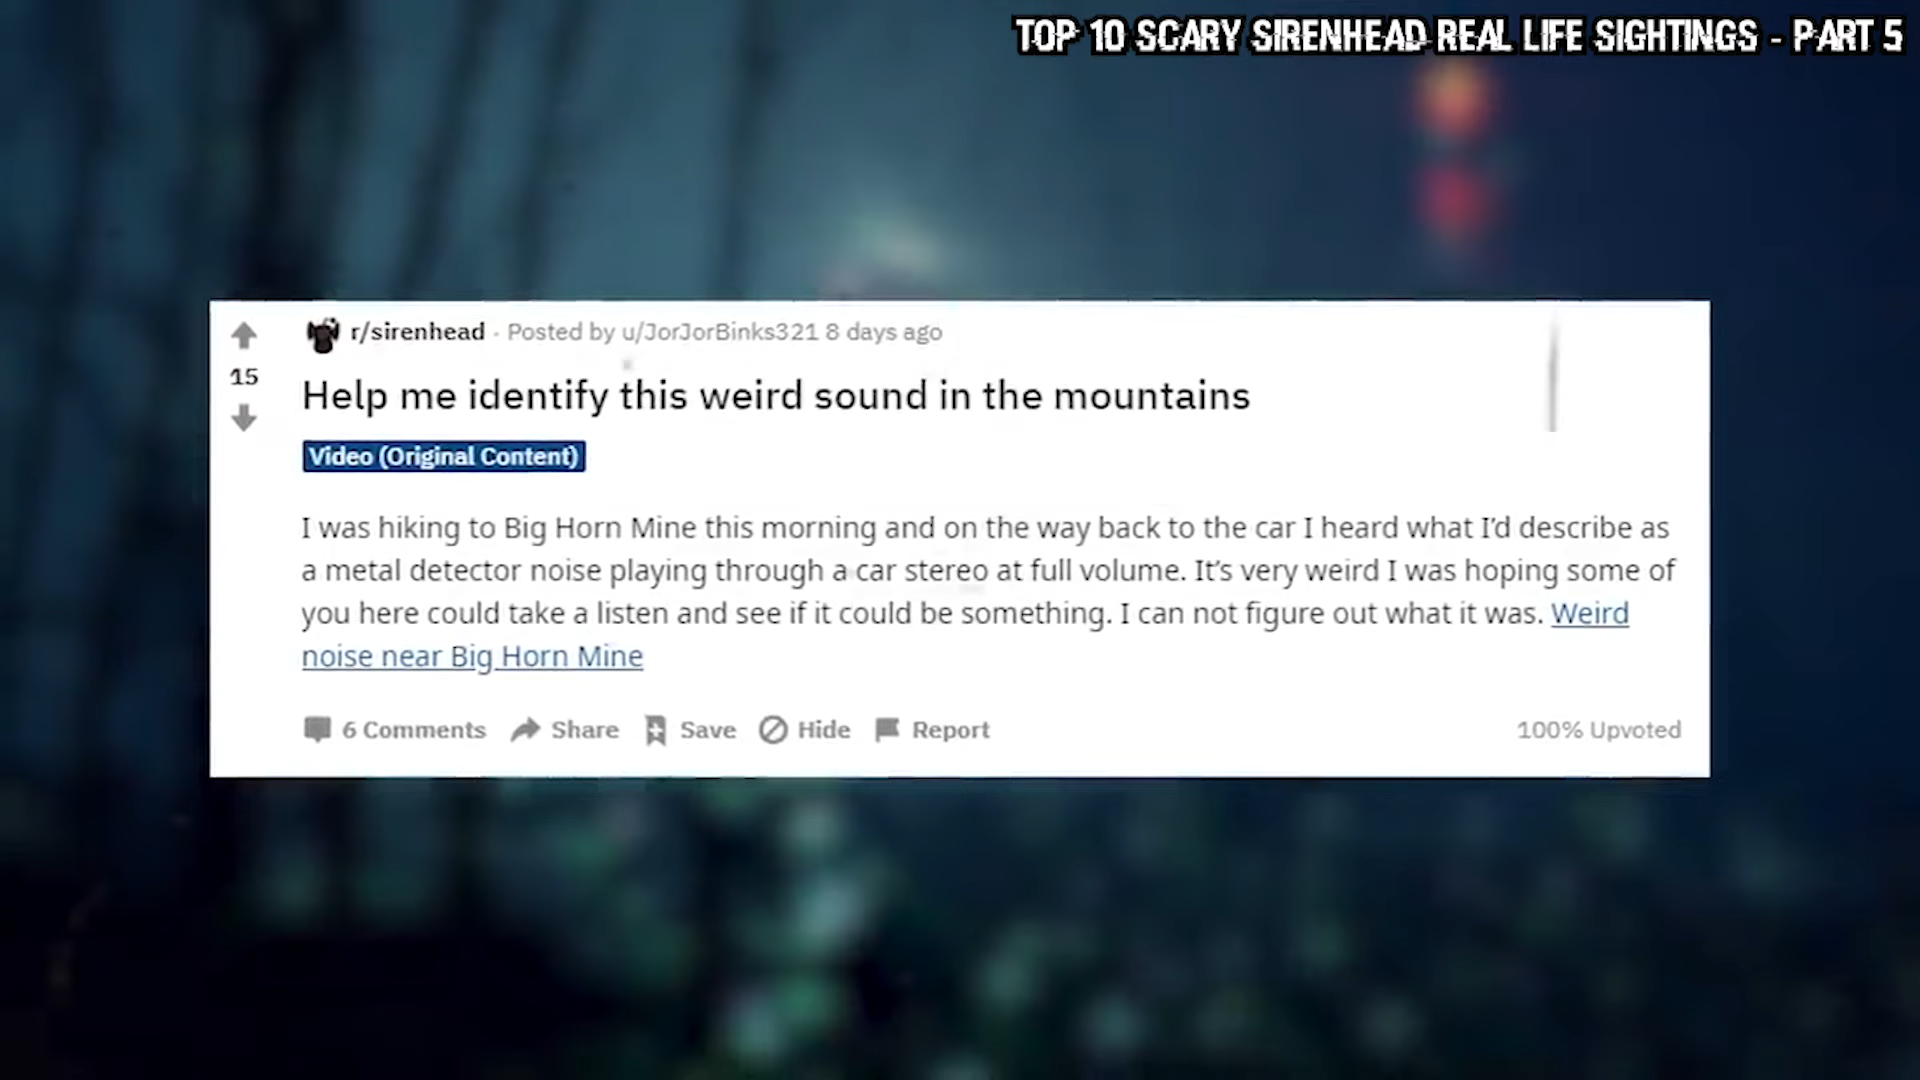 TOP 10 SCARY SIRENHEAD REAL LIFE SIGHTINGS - PART 5
r/sirenhead · Posted by u/JorJorBinks321 8 days ago
15
Help me identify this weird sound in the mountains
Video (Original Content)
I was hiking to Big Horn Mine this morning and on the way back to the car I heard what I'd describe as
a metal detector noise playing through a car stereo at full volume. It's very weird I was hoping some of
you here could take a listen and see if it could be something. I can not figure out what it was. Weird
noise near Big Horn Mine
6 Comments Share Save Hide Report 100% Upvoted